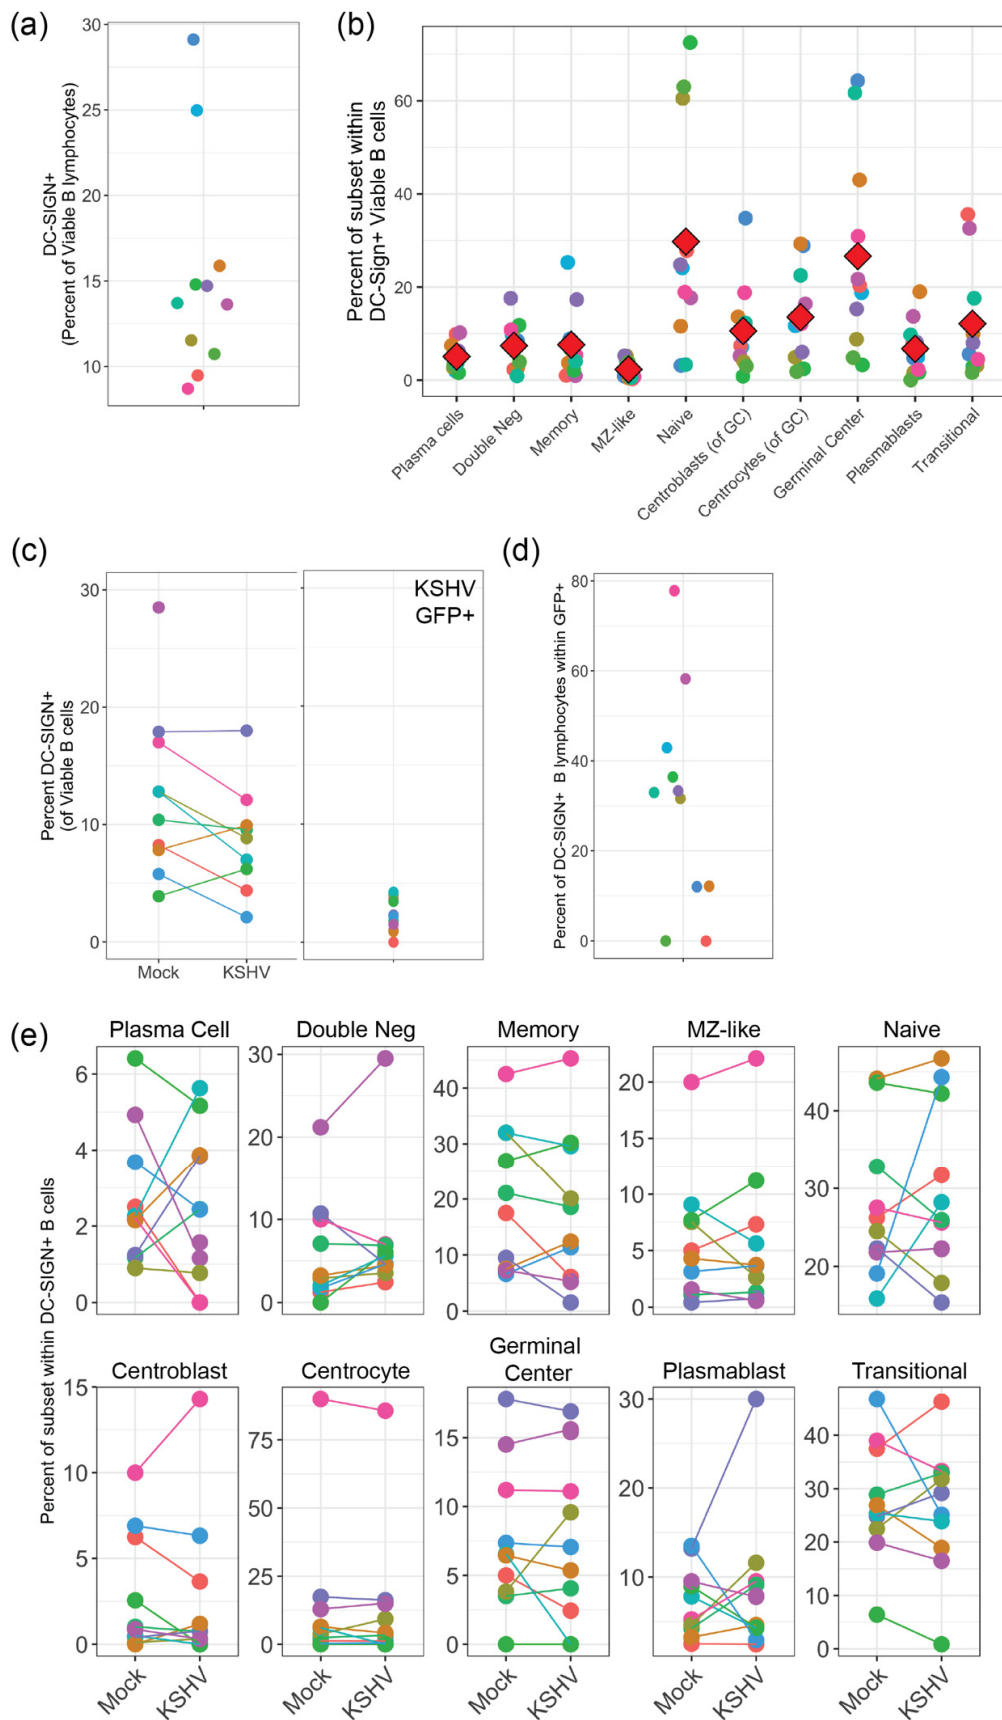 (a)
DC-SIGN+
(Percent of Viable B lymphocytes)
30
25
20
15
10
(b)
Percent of subset within
DC-Sign+ Viable B cells
60
40
20
0
Plasma cells
Double Neg
Memory
MZ-like
Naive
Centroblasts (of GC)
Centrocytes (of GC)
Germinal Center
Plasmablasts
Transitional
(c)
Percent DC-SIGN+
(of Viable B cells
30
20
10
0
Mock
KSHV
KSHV
GFP+
(d)
Percent of DC-SIGN+ B lymphocytes within GFP+
80
60
40
20
0
(e)
Percent of subset within DC-SIGN+ B cells
Plasma Cell
6
4
2
0
Double Neg
30
20
10
0
Memory
40
30
20
10
0
MZ-like
20
15
10
5
0
Naive
40
30
20
Centroblast
15
10
5
0
Mock
KSHV
Centrocyte
75
50
25
0
Mock
KSHV
Germinal
Center
15
10
5
0
Mock
KSHV
Plasmablast
30
20
10
Mock
KSHV
Transitional
40
30
20
10
0
Mock
KSHV